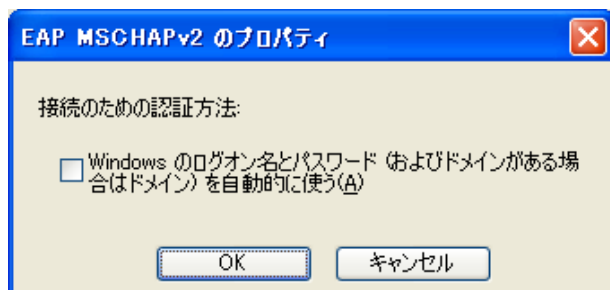 EAP MSCHAPv2 のプロパティ
接続のための認証方法:
Windows のログオン名とパスワード (およびドメインがある場
合はドメイン) を自動的に使う(A)
OK
キャンセル